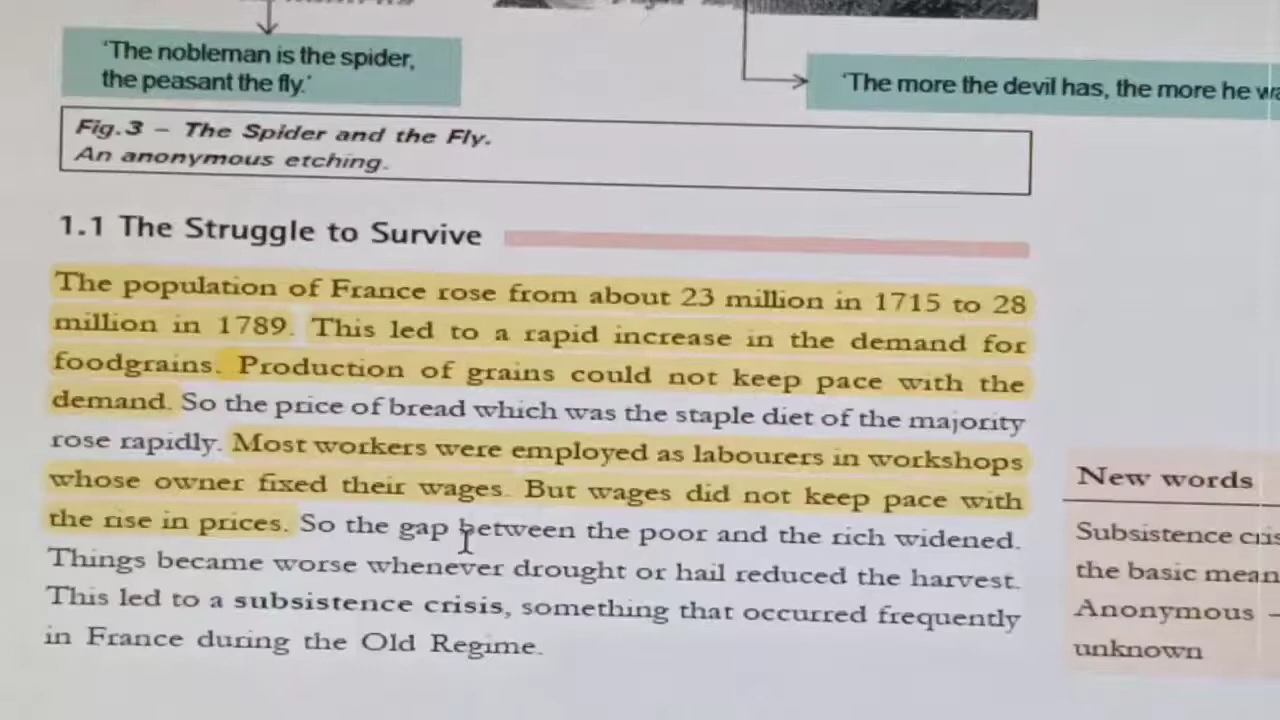 'The nobleman is the spider,
the peasant the fly.'
'The more the devil has, the more he
Fig.3 – The Spider and the Fly.
An anonymous etching.
1.1 The Struggle to Survive
The population of France rose from about 23 million in 1715 to 28
million in 1789. This led to a rapid increase in the demand for
foodgrains. Production of grains could not keep pace with the
demand. So the price of bread which was the staple diet of the majority
rose rapidly. Most workers were employed as labourers in workshops
whose owner fixed their wages. But wages did not keep pace with
the rise in prices. So the gap between the poor and the rich widened.
Things became worse whenever drought or hail reduced the harvest.
This led to a subsistence crisis, something that occurred frequently
in France during the Old Regime.
New words
Subsistence
the basic
Anonymous –
unknown